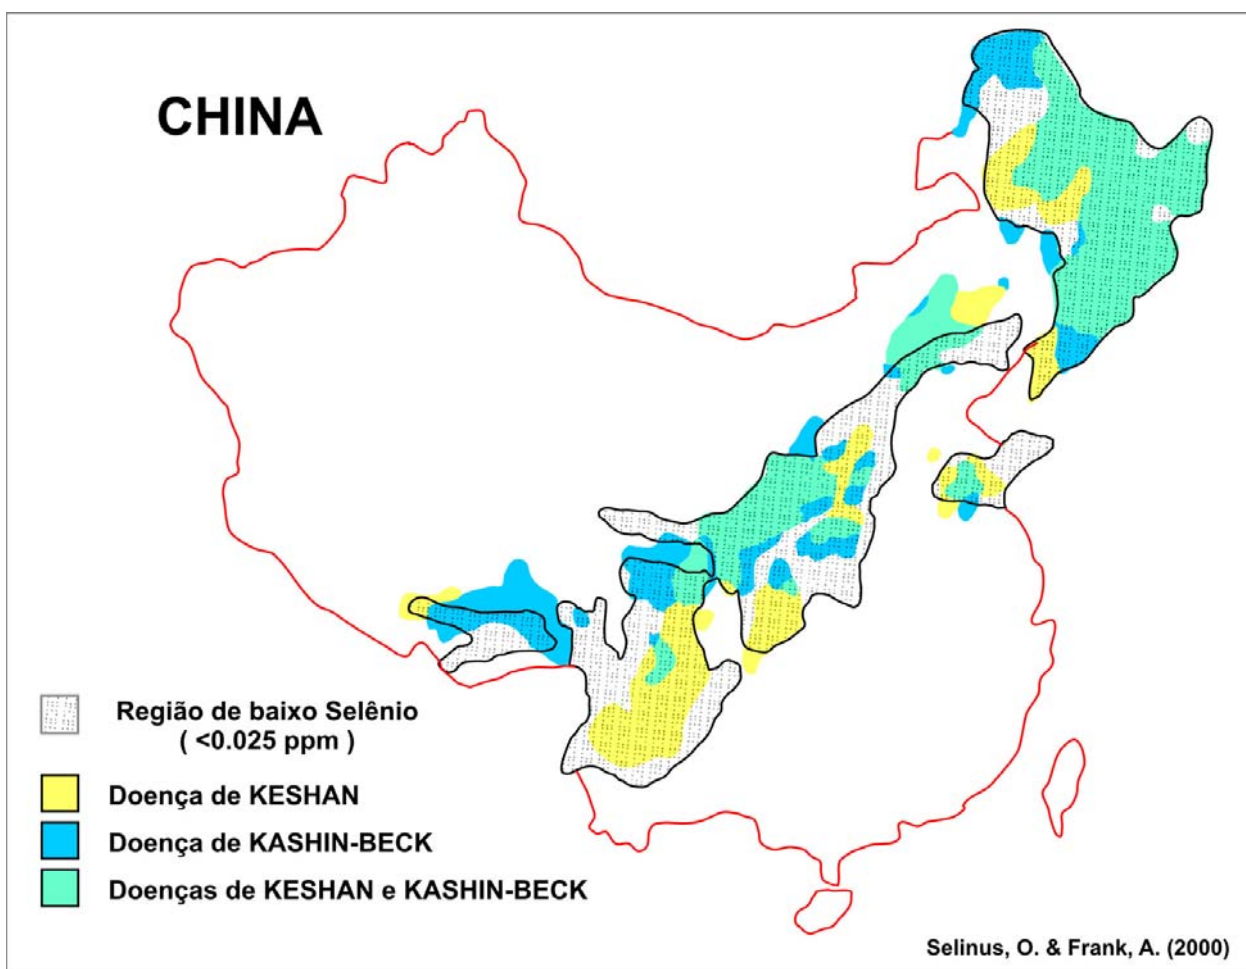 CHINA
Região de baixo Selênio
( <0.025 ppm )
Doença de KESHAN
Doença de KASHIN-BECK
Doenças de KESHAN e KASHIN-BECK
Selinus, O. & Frank, A. (2000)